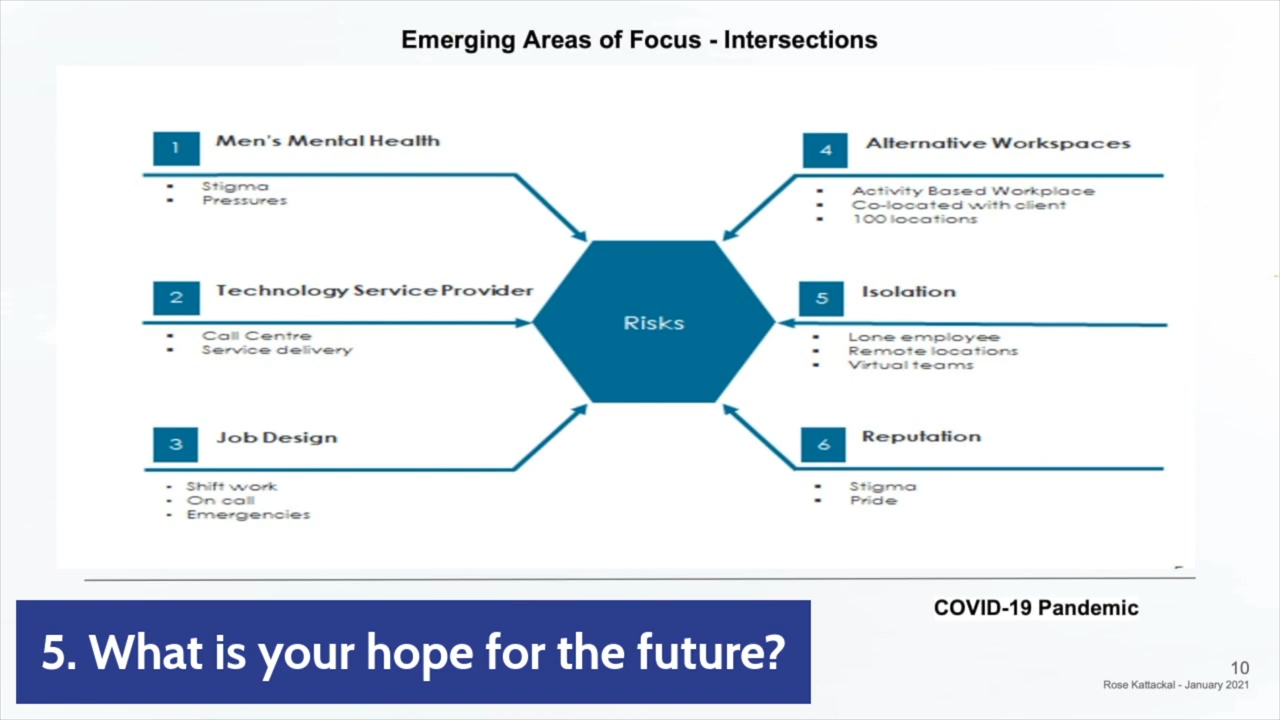 Emerging Areas of Focus - Intersections
1
Men's Mental Health
▪ Stigma
▪ Pressures
2
Technology Service Provider
▪ Call Centre
▪ Service delivery
3
Job Design
- Shift work
- On call
- Emergencies
Risks
4
Alternative Workspaces
▪ Activity Based Workplace
▪ Co-located with client
▪ 100 locations
5
Isolation
▪ Lone employee
▪ Remote locations
▪ Virtual teams
6
Reputation
▪ Stigma
▪ Pride
COVID-19 Pandemic
5. What is your hope for the future?
10
Rose Kattackal - January 2021